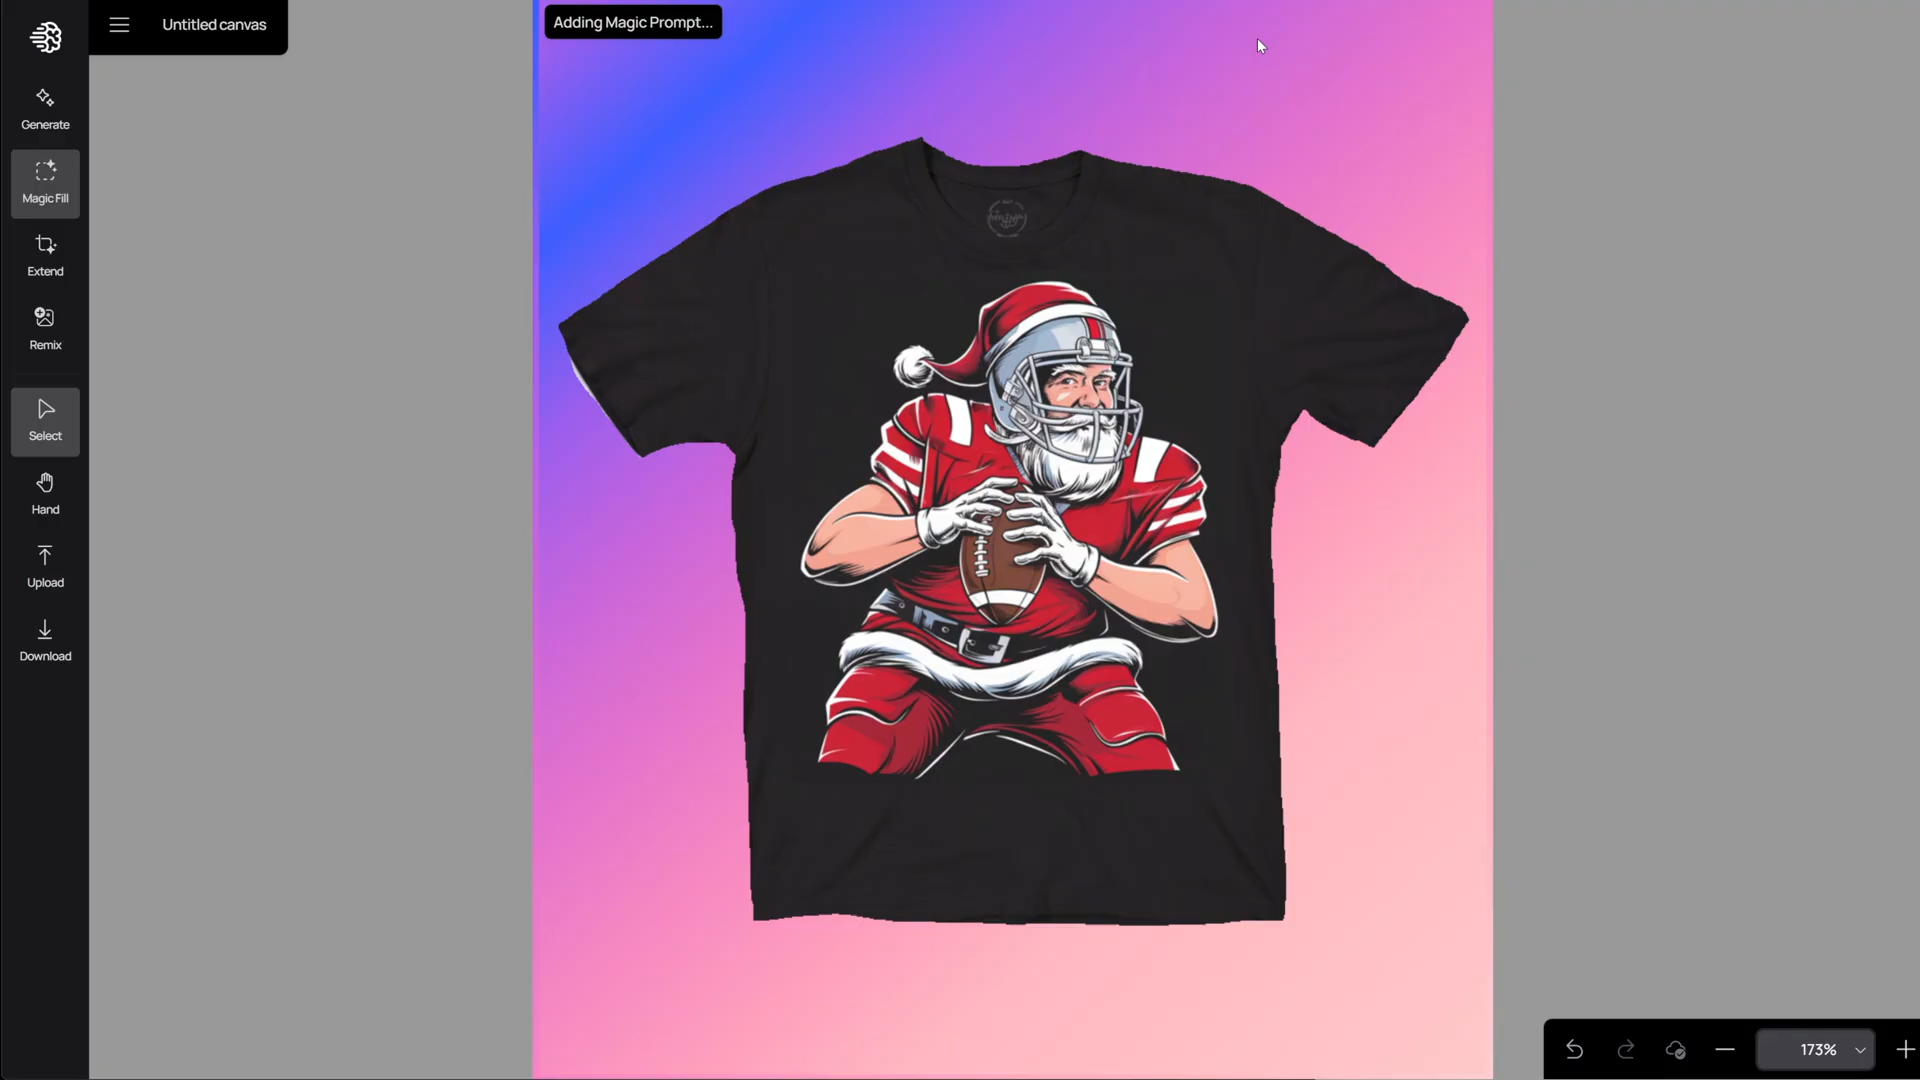 Untitled canvas
Adding Magic Prompt...
Generate
Magic Fill
Extend
Remix
Select
Hand
Upload
Download
173%